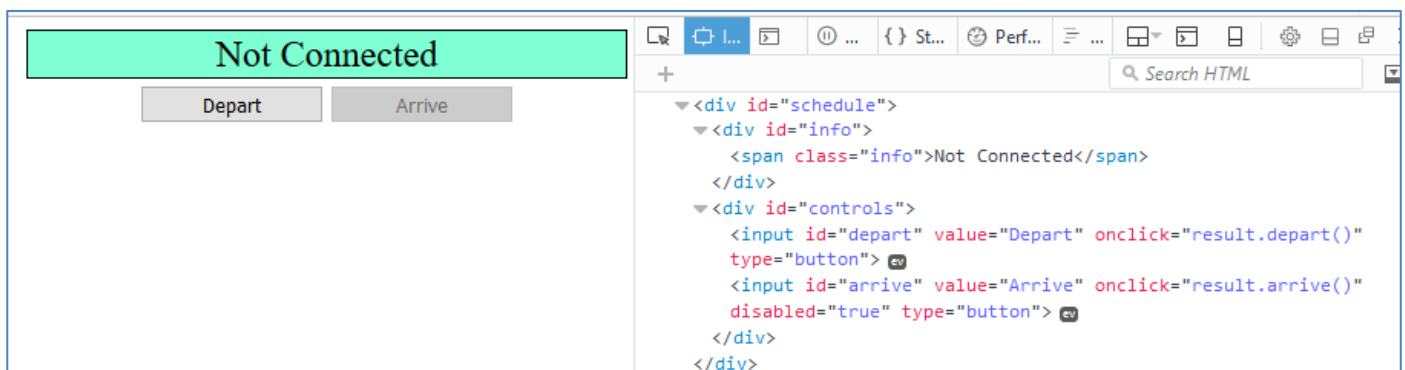 Not Connected
Depart
Arrive
I...
...
{ } St...
Perf...
...
+
Search HTML
<div id="schedule">
<div id="info">
<span class="info">Not Connected</span>
</div>
<div id="controls">
<input id="depart" value="Depart" onclick="result.depart()"
type="button"> ev
<input id="arrive" value="Arrive" onclick="result.arrive()"
disabled="true" type="button"> ev
</div>
</div>